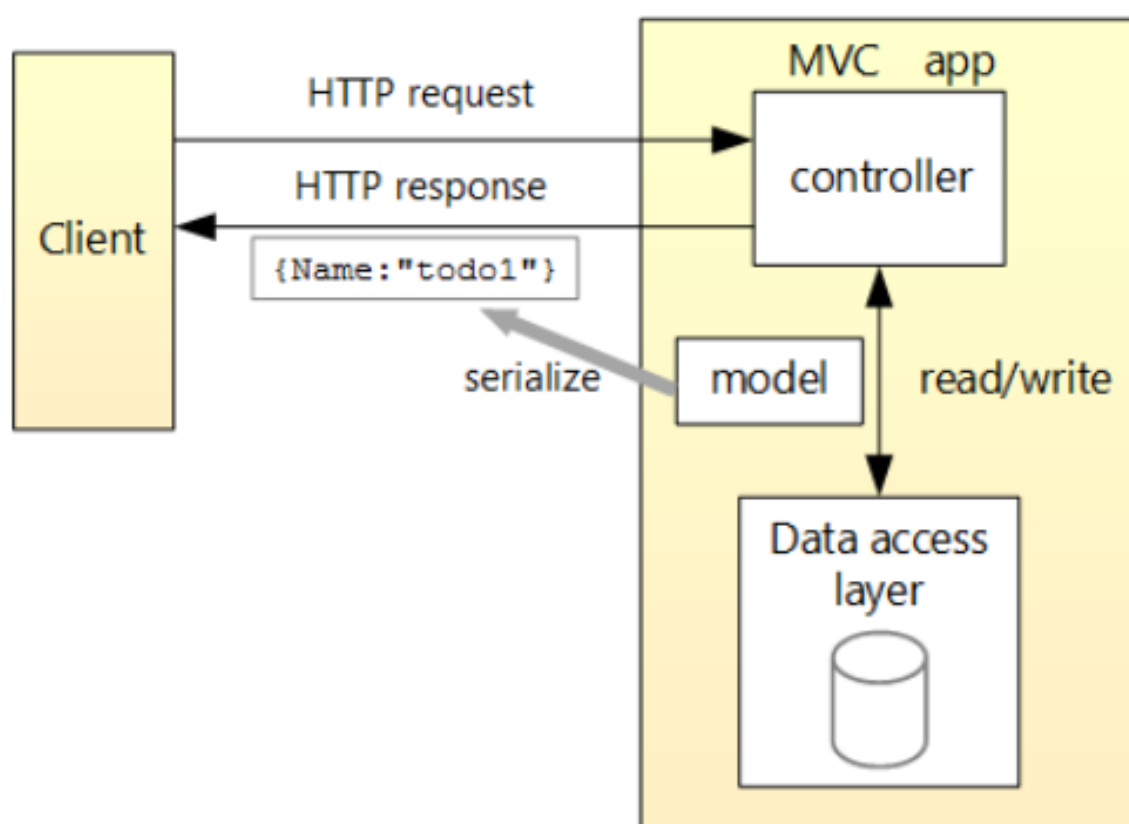 MVC app
HTTP request
controller
HTTP response
Client
{Name:"todo1"}
serialize
model
read/write
Data access
layer